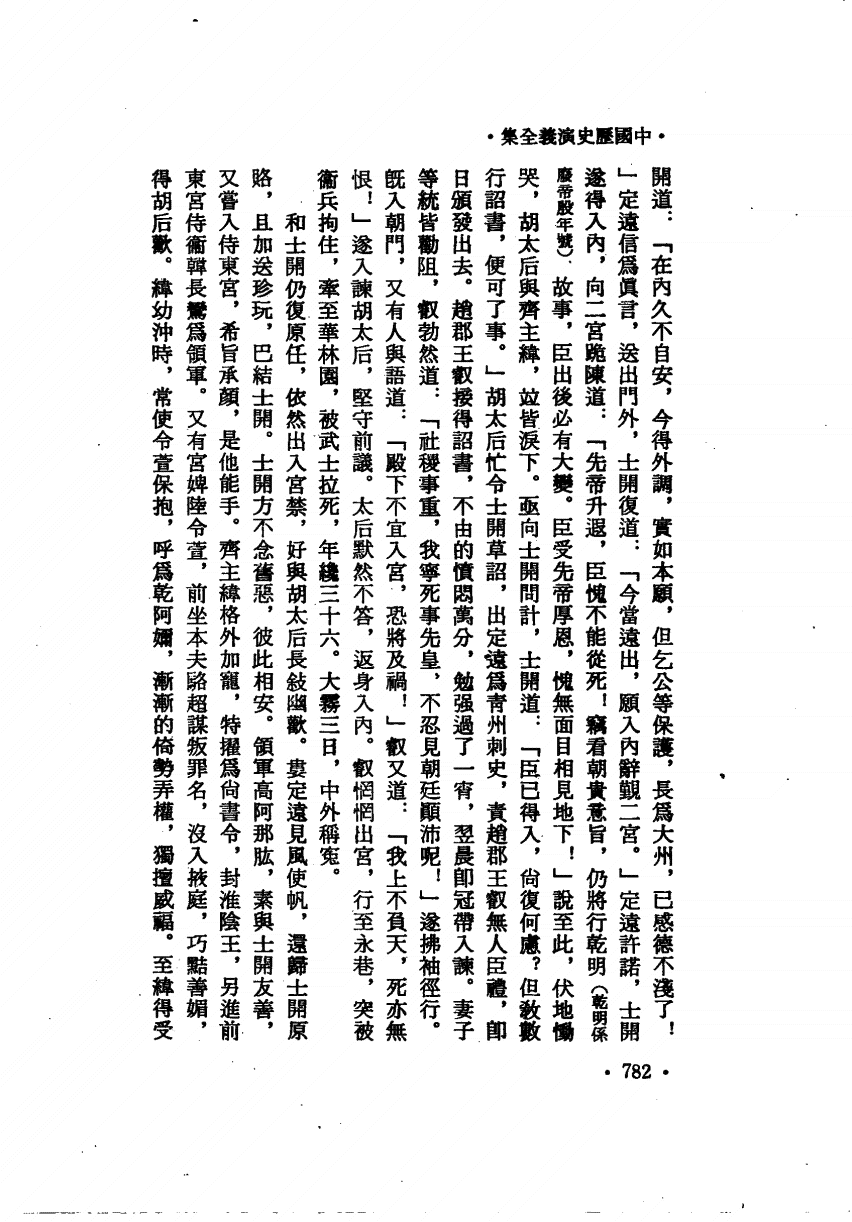 ・中國歷史演義全集・
開道：「在內久不自安，今得外調，實如本願，但乞公等保護，長爲大州，已感德不淺了！
」定遠信爲眞言，送出門外，士開復道：「今當遠出，願入內辭覲二宮。」定遠許諾，士開
遂得入內，向二宮跪陳道：「先帝升遐，臣愧不能從死！竊看朝貴意旨，仍將行乾明（乾明係
廢帝殷年號）故事，臣出後必有大變。臣受先帝厚恩，愧無面目相見地下！」說至此，伏地慟
哭，胡太后與齊主緯，竝皆淚下。亟向士開問計，士開道：「臣已得入，尙復何慮？但敎數
行詔書，便可了事。」胡太后忙令士開草詔，出定遠爲青州刺史，責趙郡王叡無人臣禮，卽
日頒發出去。趙郡王叡接得詔書，不由的憤悶萬分，勉强過了一宵，翌晨卽冠帶入諫。妻子
等統皆勸阻，叡勃然道：「社稷事重，我寧死事先皇，不忍見朝廷顚沛呢！」遂拂袖徑行。
旣入朝門，又有人與語道：「殿下不宜入宮，恐將及禍！」叡又道：「我上不負天，死亦無
恨！」遂入諫胡太后，堅守前議。太后默然不答，返身入內。叡惘惘出宮，行至永巷，突被
衞兵拘住，牽至華林園，被武士拉死，年纔三十六。大霧三日，中外稱寃。
和士開仍復原任，依然出入宮禁，好與胡太后長敍幽歡。婁定遠見風使帆，還歸士開原
賂，且加送珍玩，巴結士開。士開方不念舊惡，彼此相安。領軍高阿那肱，素與士開友善，
又嘗入侍東宮，希旨承顏，是他能手。齊主緯格外加寵，特擢爲尙書令，封淮陰王，另進前
東宮侍衞韓長鸞爲領軍。又有宮婢陸令萱，前坐本夫駱超謀叛罪名，沒入掖庭，巧黠善媚，
得胡后歡。緯幼沖時，常使令萱保抱，呼爲乾阿嬭，漸漸的倚勢弄權，獨擅威福。至緯得受
・782・